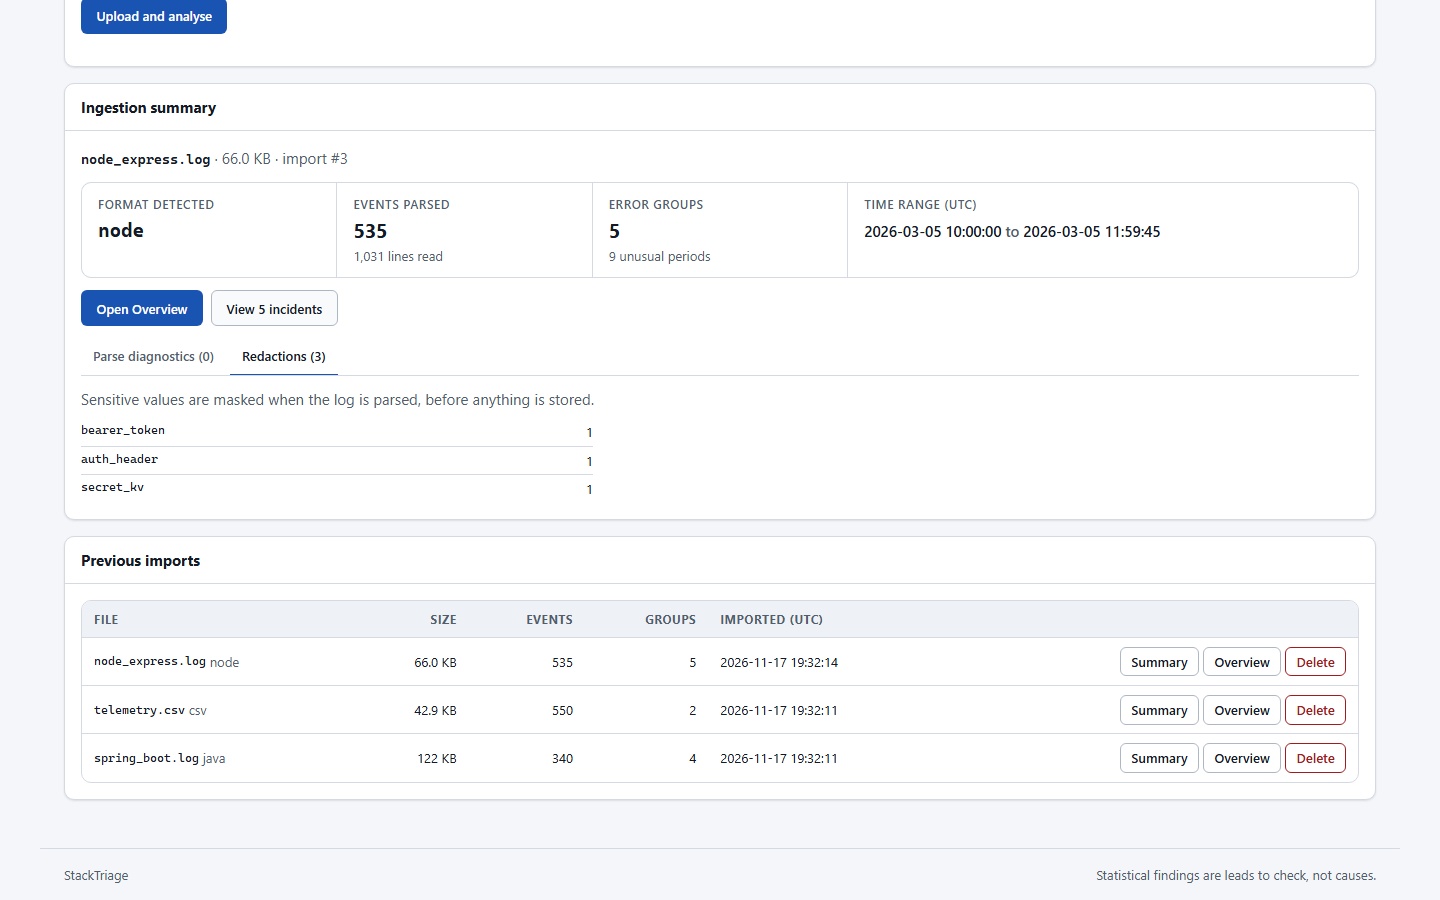 Upload and analyse
Ingestion summary
node_express.log · 66.0 KB · import #3
FORMAT DETECTED
node
EVENTS PARSED
535
1,031 lines read
ERROR GROUPS
5
9 unusual periods
TIME RANGE (UTC)
2026-03-05 10:00:00 to 2026-03-05 11:59:45
Open Overview
View 5 incidents
Parse diagnostics (0)
Redactions (3)
Sensitive values are masked when the log is parsed, before anything is stored.
bearer_token 1
auth_header 1
secret_kv 1
Previous imports
FILE SIZE EVENTS GROUPS IMPORTED (UTC)
node_express.log node 66.0 KB 535 5 2026-11-17 19:32:14 Summary Overview Delete
telemetry.csv csv 42.9 KB 550 2 2026-11-17 19:32:11 Summary Overview Delete
spring_boot.log java 122 KB 340 4 2026-11-17 19:32:11 Summary Overview Delete
StackTriage
Statistical findings are leads to check, not causes.